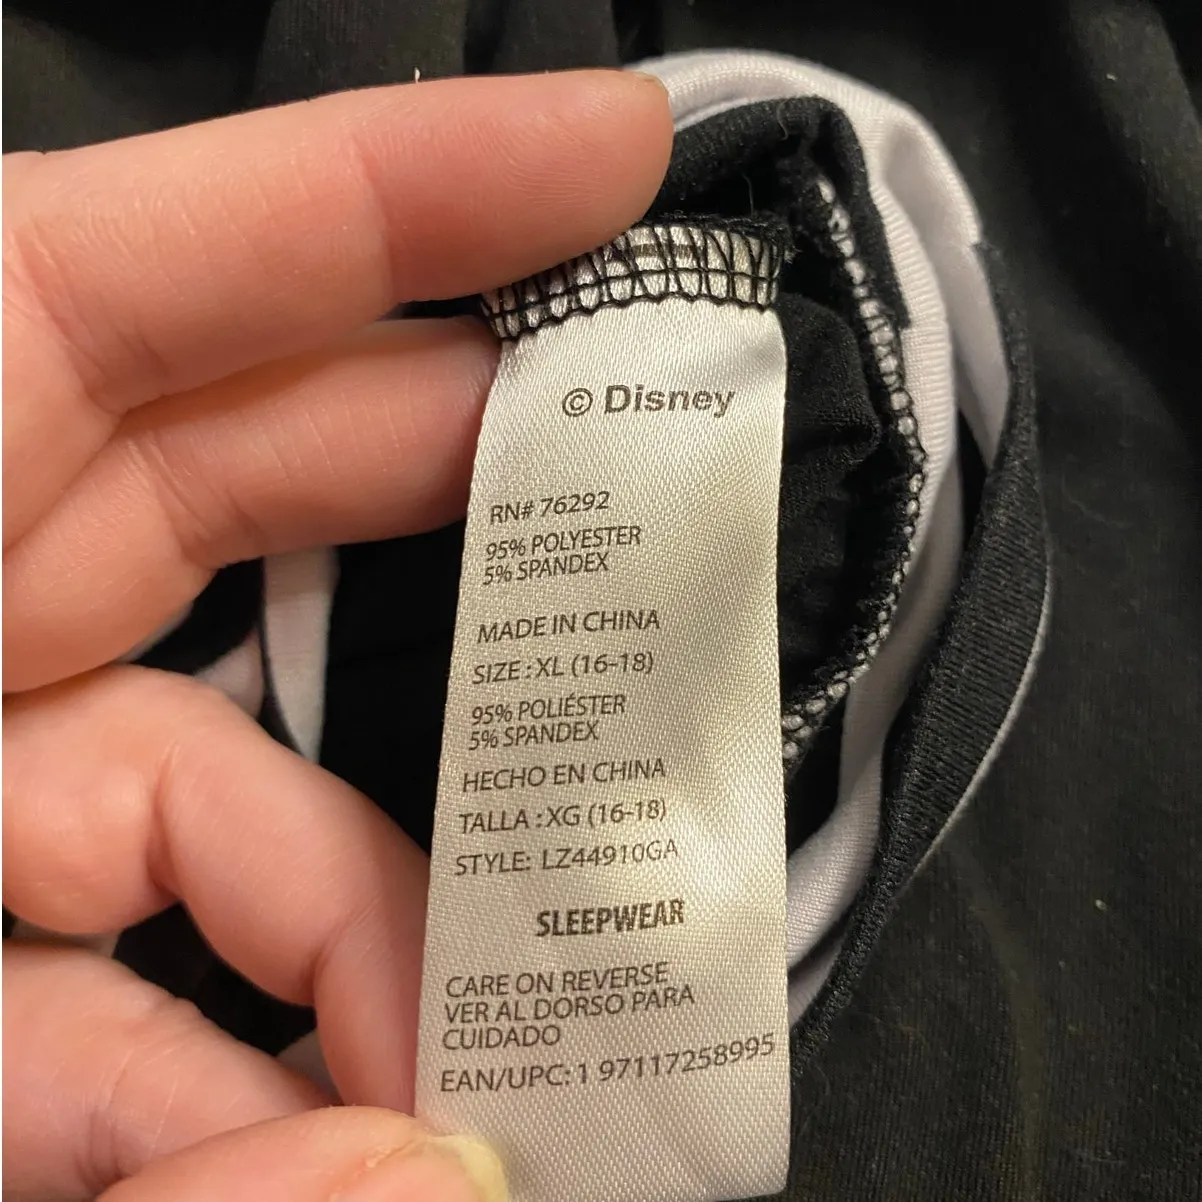 © Disney
RN# 76292
95% POLYESTER
5% SPANDEX
MADE IN CHINA
SIZE : XL (16-18)
95% POLIÉSTER
5% SPANDEX
HECHO EN CHINA
TALLA : XG (16-18)
STYLE: LZ44910GA
SLEEPWEAR
CARE ON REVERSE
VER AL DORSO PARA
CUIDADO
EAN/UPC: 1 97117258995